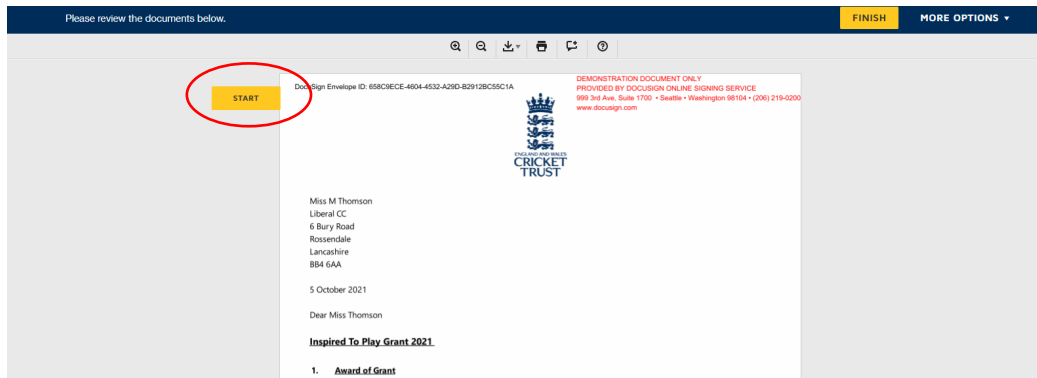 Please review the documents below.
FINISH
MORE OPTIONS
START
DocuSign Envelope ID: 658C9ECE-4604-4532-A29D-B2912BC55C1A
DEMONSTRATION DOCUMENT ONLY
PROVIDED BY DOCUSIGN ONLINE SIGNING SERVICE
999 3rd Ave, Suite 1700 • Seattle • Washington 98104 • (206) 219-0200
www.docusign.com
ENGLAND AND WALES
CRICKET
TRUST
Miss M Thomson
Liberal CC
6 Bury Road
Rossendale
Lancashire
BB4 6AA
5 October 2021
Dear Miss Thomson
Inspired To Play Grant 2021
1. Award of Grant